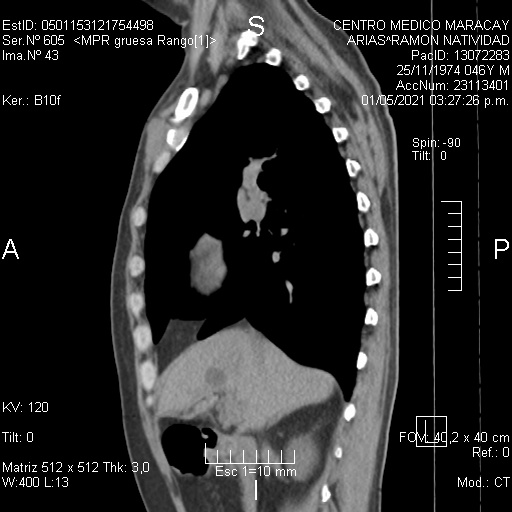 EstID: 0501153121754498
Ser.Nº 605 <MPR gruesa Rango[1]>
Ima.Nº 43
Ker.: B10f
S
CENTRO MEDICO MARACAY
ARIAS^RAMON NATIVIDAD
PacID: 13072283
25/11/1974 046Y M
AccNum: 23113401
01/05/2021 03:27:26 p.m.
Spin: -90
Tilt: 0
A
P
KV: 120
Tilt: 0
Matriz 512 x 512 Thk: 3,0
W:400 L:13
Esc 1=10 mm
I
FOM: 40,2 x 40 cm
Ref.: 0
Mod.: CT